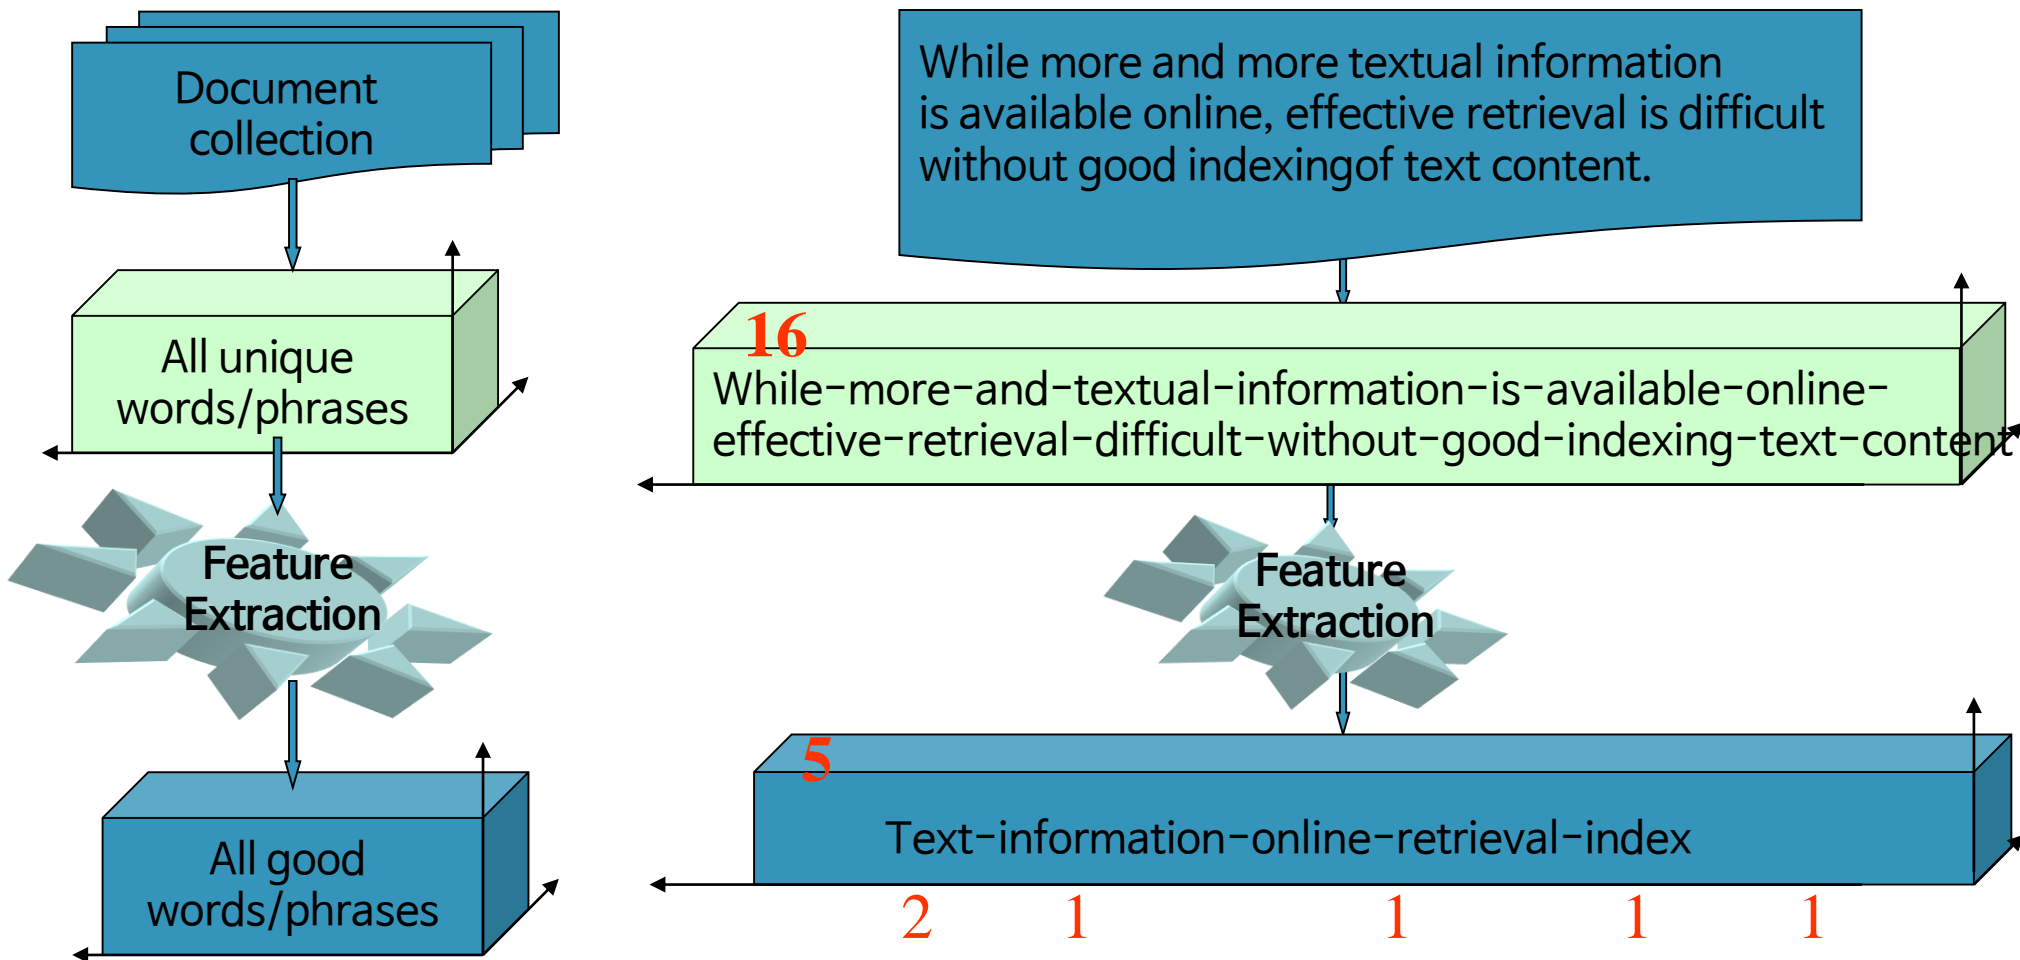 Document
collection
All unique
words/phrases
Feature
Extraction
All good
words/phrases
While more and more textual information
is available online, effective retrieval is difficult
without good indexingof text content.
16
While-more-and-textual-information-is-available-online-
effective-retrieval-difficult-without-good-indexing-text-content
Feature
Extraction
5
Text-information-online-retrieval-index
2 1 1 1 1